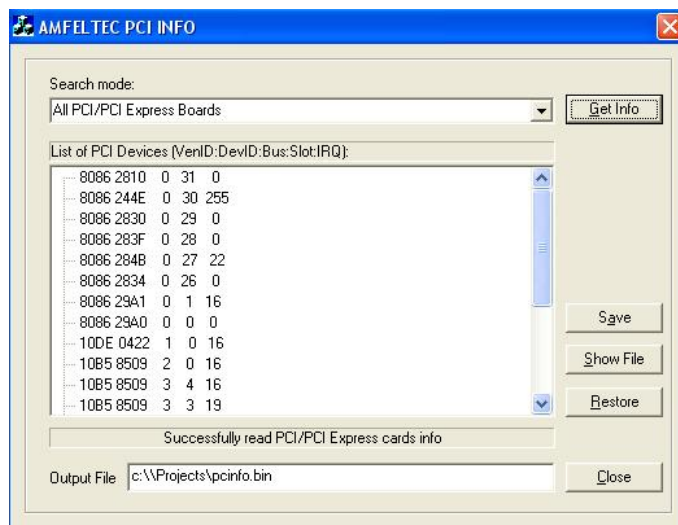 AMFELTEC PCI INFO
Search mode:
All PCI/PCI Express Boards
Get Info
List of PCI Devices (VenID:DevID:Bus:Slot:IRQ):
8086 2810 0 31 0
8086 244E 0 30 255
8086 2830 0 29 0
8086 283F 0 28 0
8086 284B 0 27 22
8086 2834 0 26 0
8086 29A1 0 1 16
8086 29A0 0 0 0
10DE 0422 1 0 16
10B5 8509 2 0 16
10B5 8509 3 4 16
10B5 8509 3 3 19
Save
Show File
Restore
Successfully read PCI/PCI Express cards info
Output File c:\\Projects\pcinfo.bin
Close